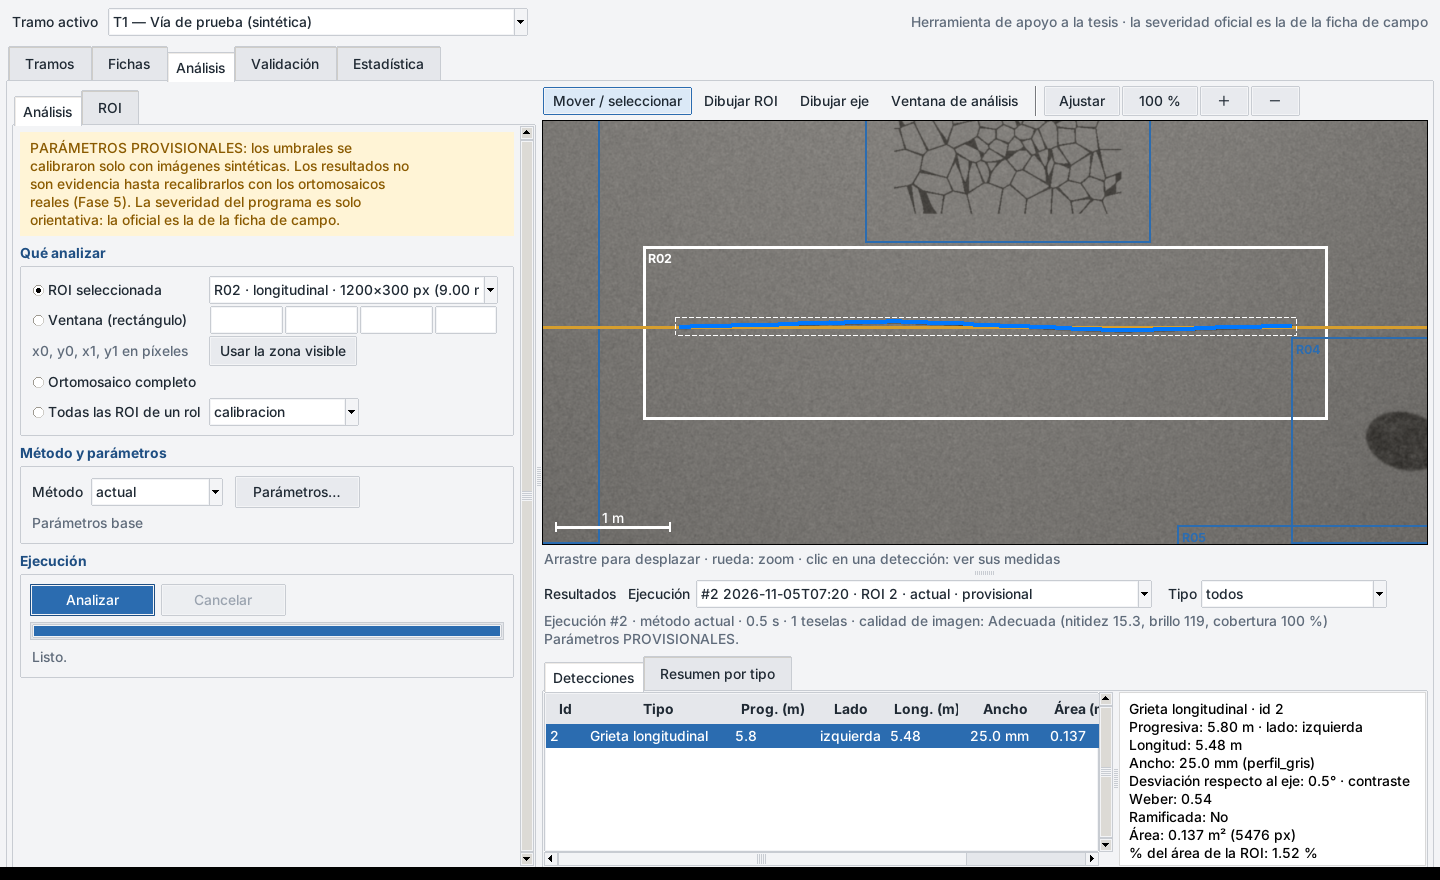 Tramo activo
T1 — Vía de prueba (sintética)
Herramienta de apoyo a la tesis · la severidad oficial es la de la ficha de campo
Tramos
Fichas
Análisis
Validación
Estadística
Análisis
ROI
PARÁMETROS PROVISIONALES: los umbrales se
calibraron solo con imágenes sintéticas. Los resultados no
son evidencia hasta recalibrarlos con los ortomosaicos
reales (Fase 5). La severidad del programa es solo
orientativa: la oficial es la de la ficha de campo.
Qué analizar
ROI seleccionada
R02 · longitudinal · 1200×300 px (9.00 r
Ventana (rectángulo)
x0, y0, x1, y1 en píxeles
Usar la zona visible
Ortomosaico completo
Todas las ROI de un rol
calibracion
Método y parámetros
Método
actual
Parámetros...
Parámetros base
Ejecución
Analizar
Cancelar
Listo.
Mover / seleccionar
Dibujar ROI
Dibujar eje
Ventana de análisis
Ajustar
100 %
+
−
R02
R04
R05
1 m
Arrastre para desplazar · rueda: zoom · clic en una detección: ver sus medidas
Resultados
Ejecución
#2 2026-11-05T07:20 · ROI 2 · actual · provisional
Tipo
todos
Ejecución #2 · método actual · 0.5 s · 1 teselas · calidad de imagen: Adecuada (nitidez 15.3, brillo 119, cobertura 100 %)
Parámetros PROVISIONALES.
Detecciones
Resumen por tipo
Id Tipo Prog. (m) Lado Long. (m) Ancho Área (r
2 Grieta longitudinal 5.8 izquierda 5.48 25.0 mm 0.137
Grieta longitudinal · id 2
Progresiva: 5.80 m · lado: izquierda
Longitud: 5.48 m
Ancho: 25.0 mm (perfil_gris)
Desviación respecto al eje: 0.5° · contraste
Weber: 0.54
Ramificada: No
Área: 0.137 m² (5476 px)
% del área de la ROI: 1.52 %